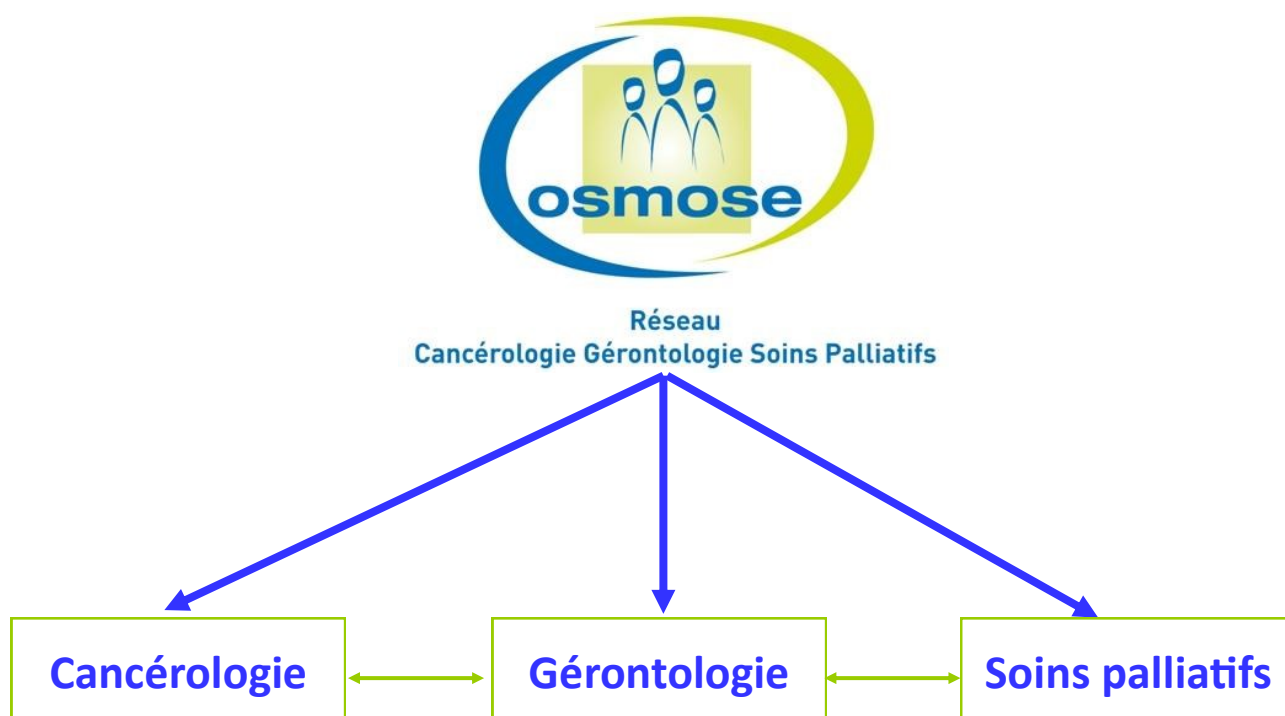 osmose
Réseau
Cancérologie Gérontologie Soins Palliatifs
Cancérologie
Gérontologie
Soins palliatifs